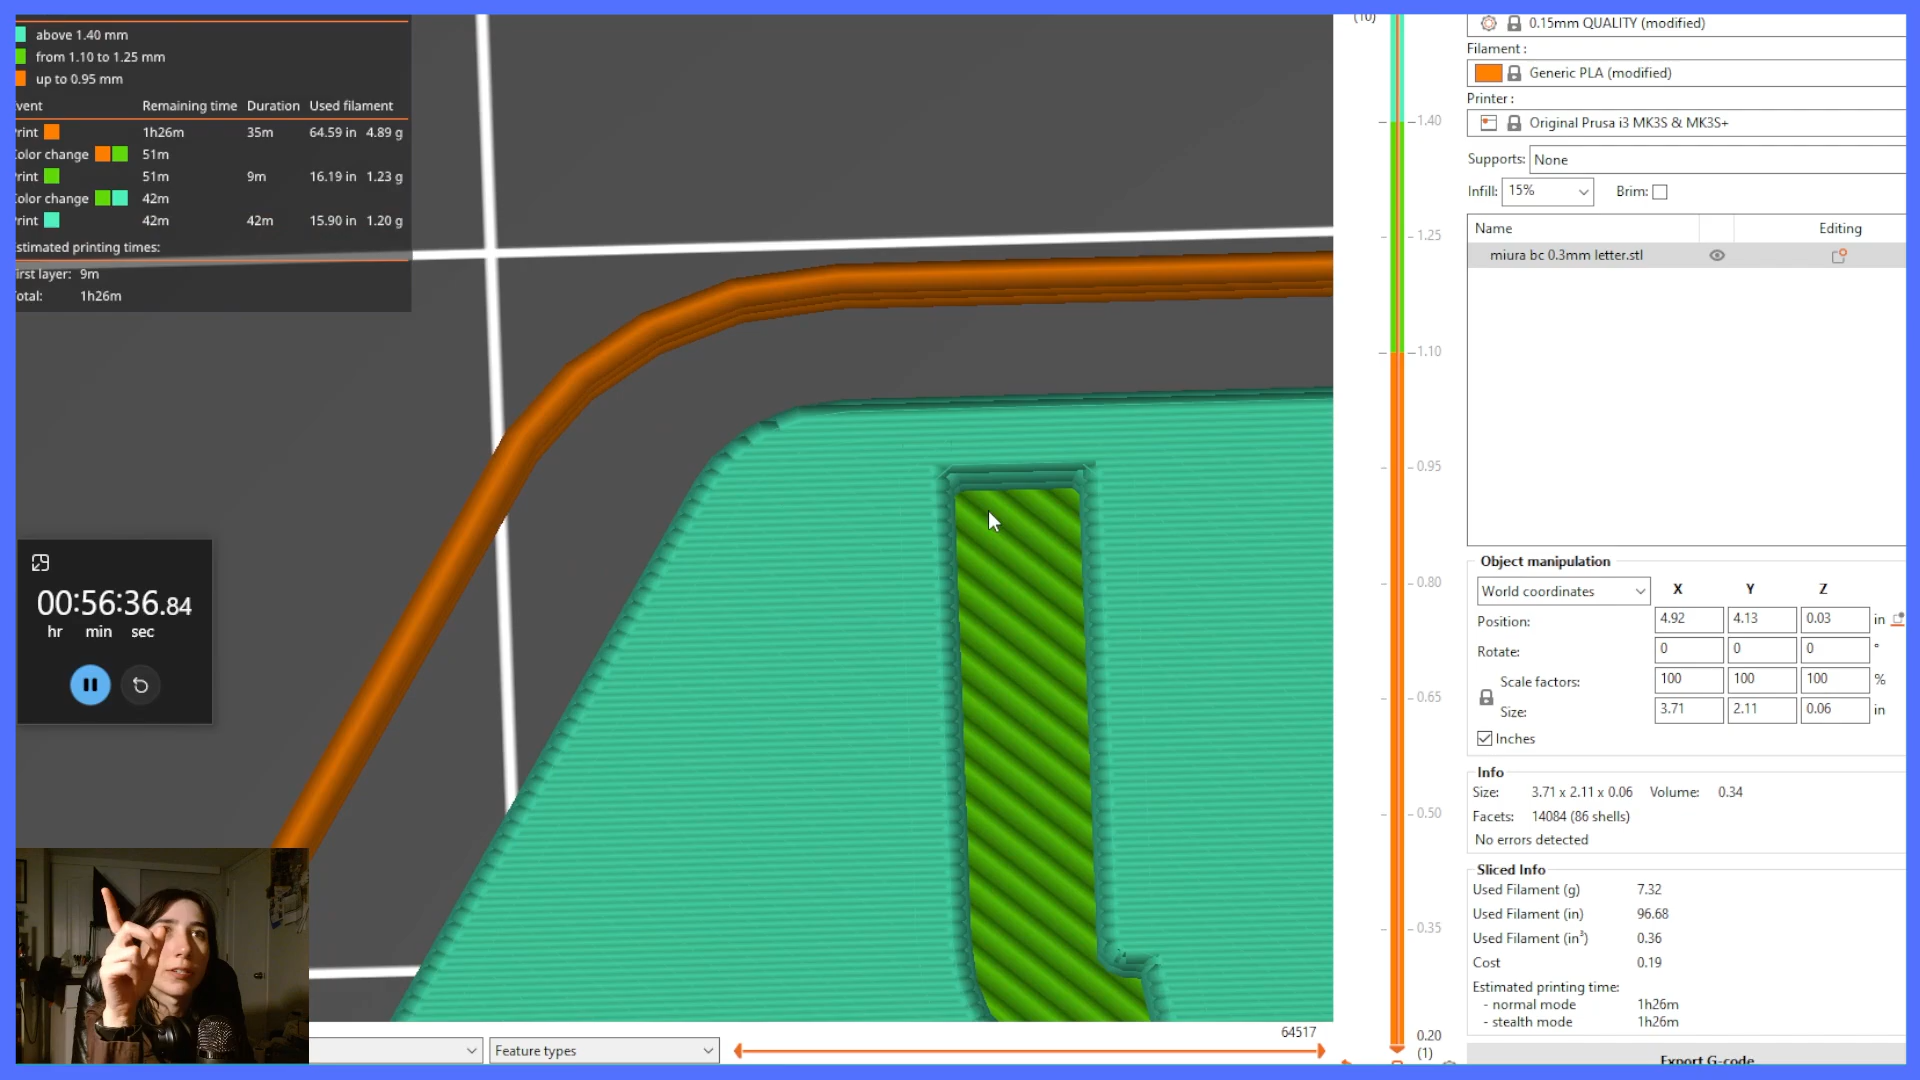 above 1.40 mm
from 1.10 to 1.25 mm
up to 0.95 mm
vent Remaining time Duration Used filament
rint 1h26m 35m 64.59 in 4.89 g
olor change 51m
rint 51m 9m 16.19 in 1.23 g
olor change 42m
rint 42m 42m 15.90 in 1.20 g
stimated printing times:
irst layer: 9m
otal: 1h26m
00:56:36.84
hr min sec
Feature types
64517
(10)
1.40
1.25
1.10
0.95
0.80
0.65
0.50
0.35
0.20
(1)
0.15mm QUALITY (modified)
Filament :
Generic PLA (modified)
Printer :
Original Prusa i3 MK3S & MK3S+
Supports: None
Infill: 15% Brim:
Name Editing
miura bc 0.3mm letter.stl
Object manipulation
World coordinates X Y Z
Position: 4.92 4.13 0.03 in
Rotate: 0 0 0 °
Scale factors: 100 100 100 %
Size: 3.71 2.11 0.06 in
Inches
Info
Size: 3.71 x 2.11 x 0.06 Volume: 0.34
Facets: 14084 (86 shells)
No errors detected
Sliced Info
Used Filament (g) 7.32
Used Filament (in) 96.68
Used Filament (in³) 0.36
Cost 0.19
Estimated printing time:
- normal mode 1h26m
- stealth mode 1h26m
Export G-code